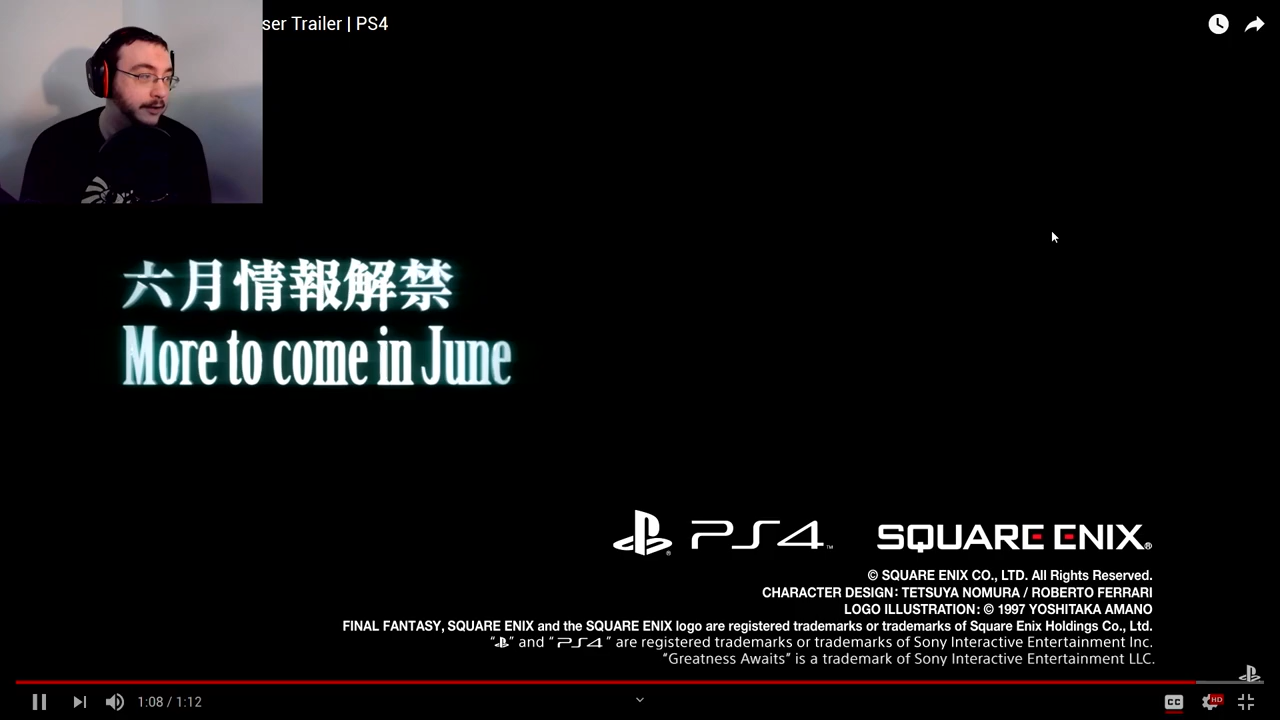 ser Trailer | PS4
六月情報解禁
More to come in June
PS4™ SQUARE ENIX®
© SQUARE ENIX CO., LTD. All Rights Reserved.
CHARACTER DESIGN: TETSUYA NOMURA / ROBERTO FERRARI
LOGO ILLUSTRATION: © 1997 YOSHITAKA AMANO
FINAL FANTASY, SQUARE ENIX and the SQUARE ENIX logo are registered trademarks or trademarks of Square Enix Holdings Co., Ltd.
“ ” and “PS4” are registered trademarks or trademarks of Sony Interactive Entertainment Inc.
“Greatness Awaits” is a trademark of Sony Interactive Entertainment LLC.
1:08 / 1:12
CC
HD